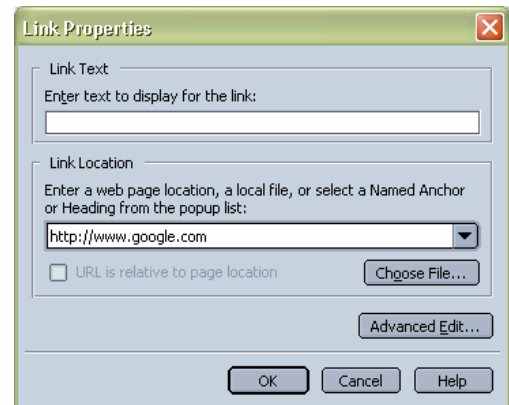 Link Properties
Link Text
Enter text to display for the link:
Link Location
Enter a web page location, a local file, or select a Named Anchor
or Heading from the popup list:
http://www.google.com
URL is relative to page location
Choose File...
Advanced Edit...
OK
Cancel
Help